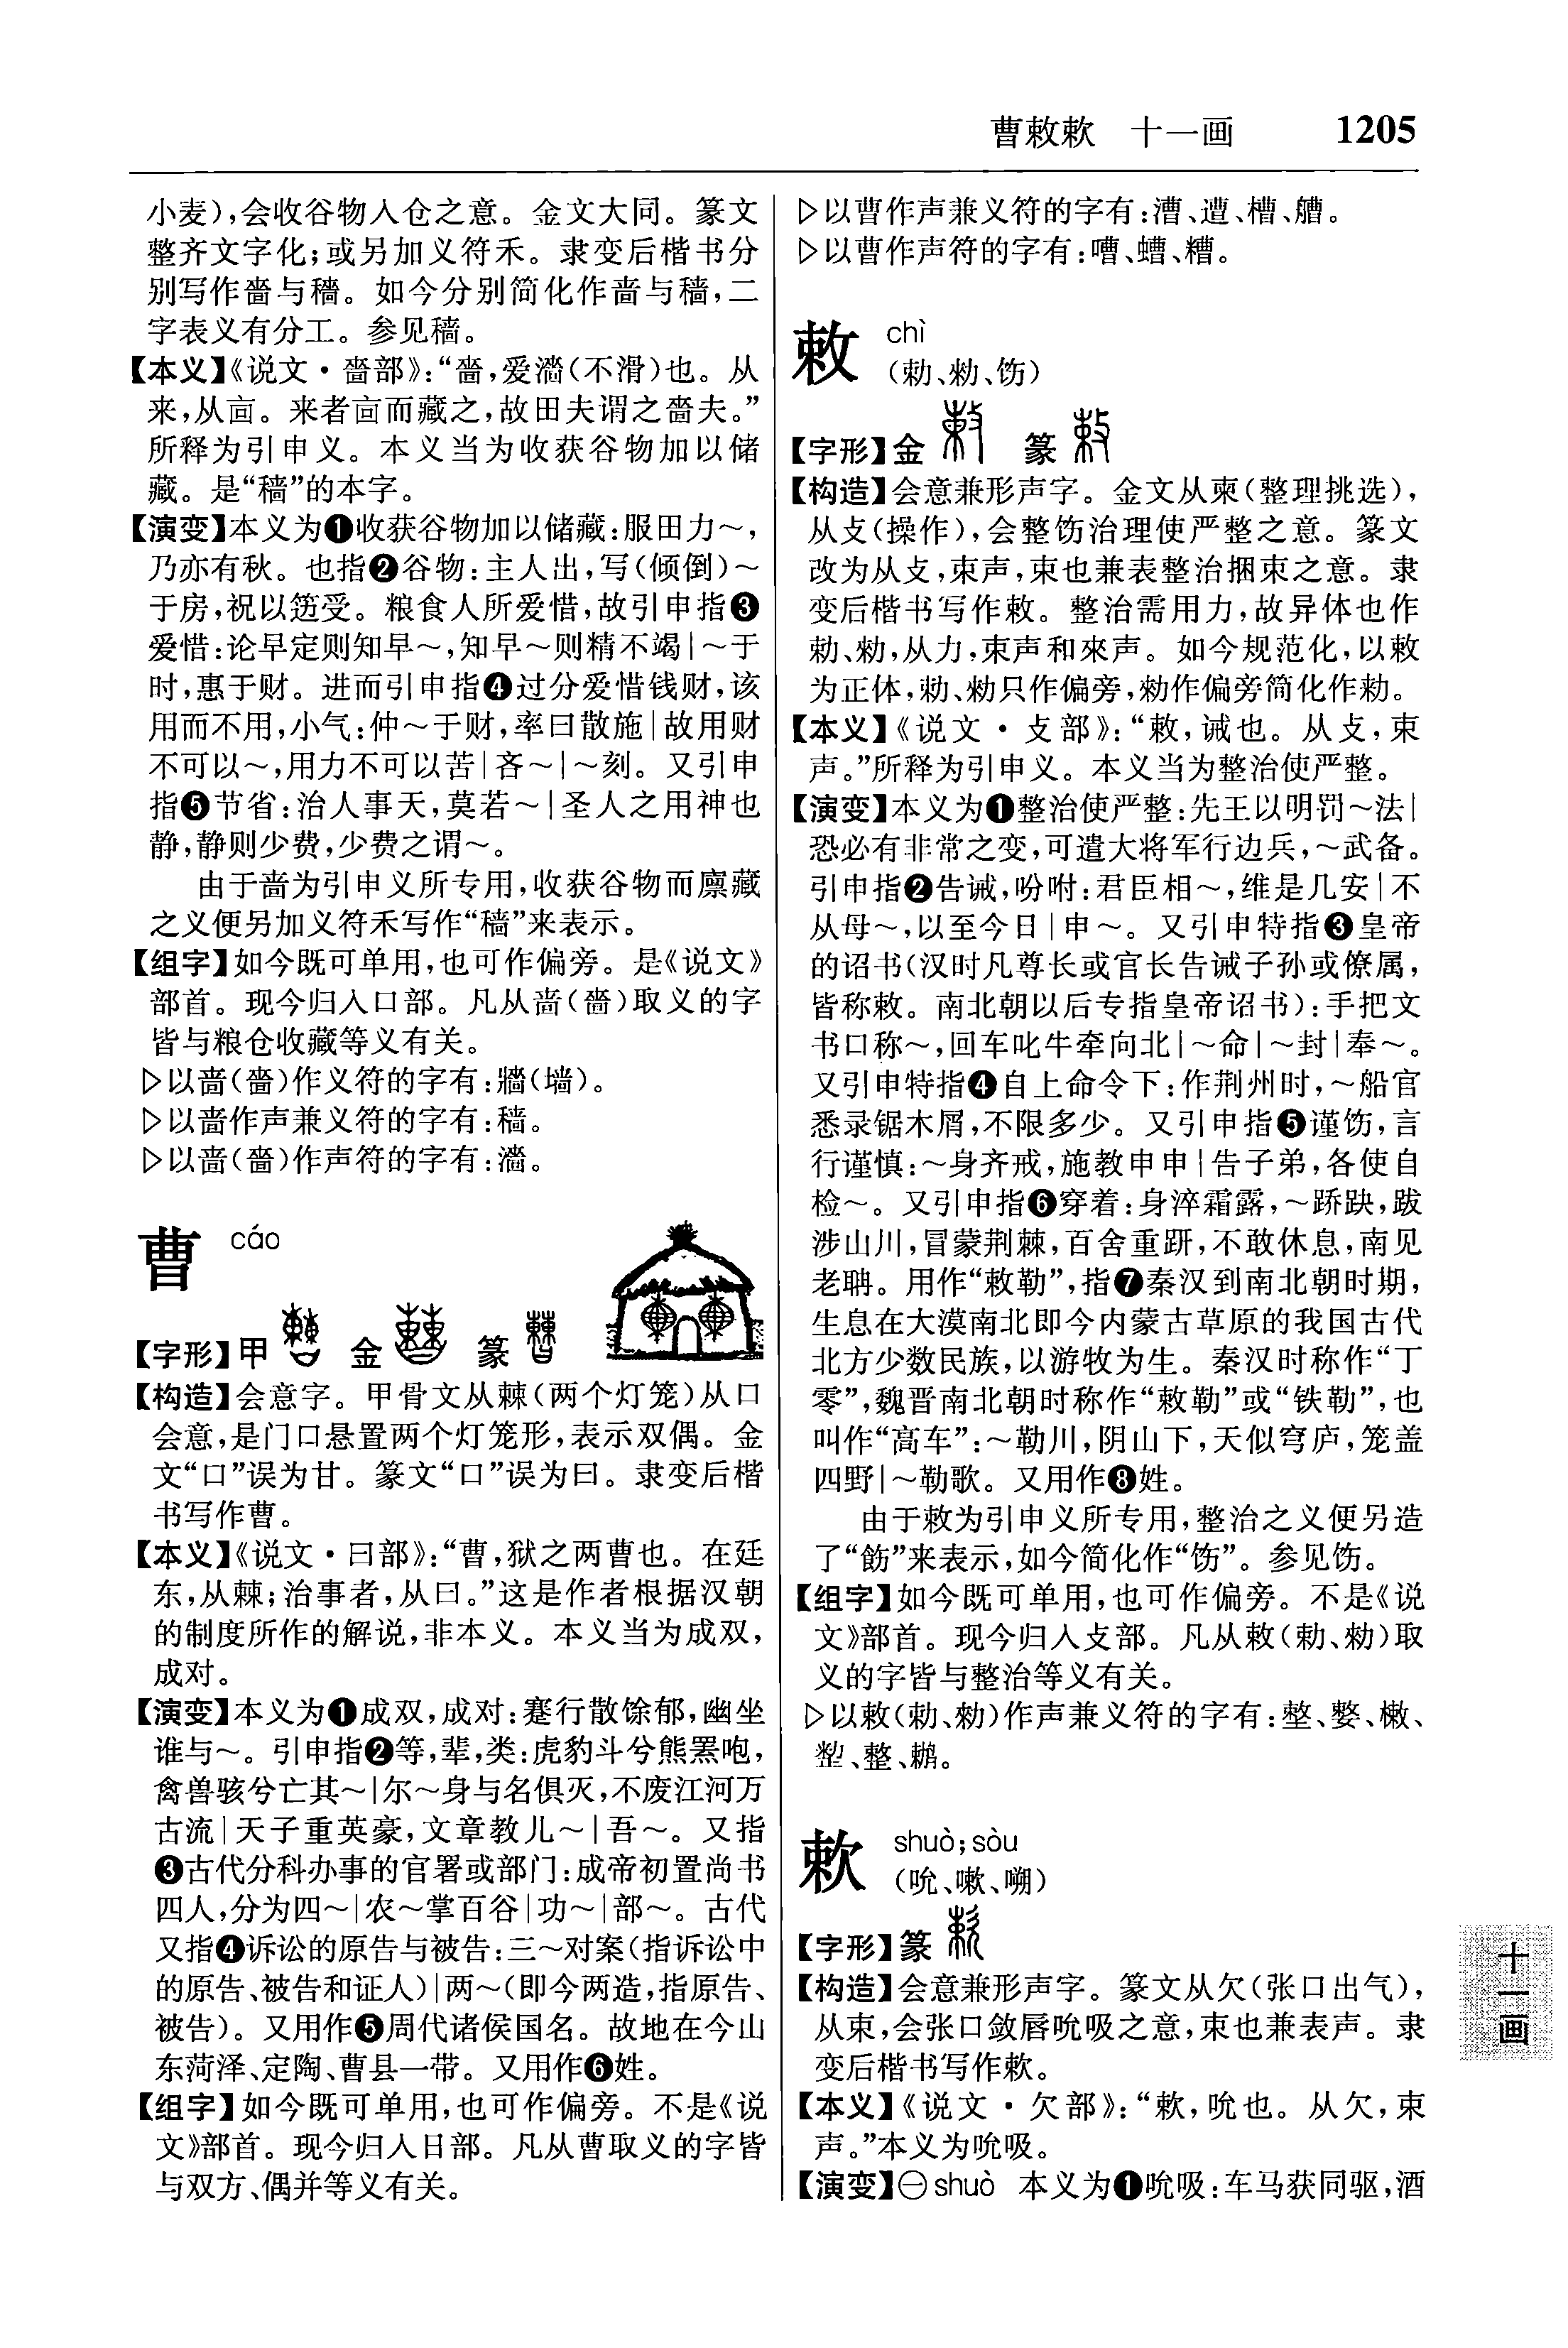 曹敕欶 十一画 1205
小麦),会收谷物入仓之意。金文大同。篆文
整齐文字化;或另加义符禾。隶变后楷书分
别写作嗇与穡。如今分别简化作啬与穑,二
字表义有分工。参见穑。
【本义】《说文·嗇部》:“嗇,爱濇(不滑)也。从
来,从㐭。来者㐭而藏之,故田夫谓之嗇夫。”
所释为引申义。本义当为收获谷物加以储
藏。是“穑”的本字。
【演变】本义为❶收获谷物加以储藏:服田力~,
乃亦有秋。也指❷谷物:主人出,写(倾倒)~
于房,祝以笾受。粮食人所爱惜,故引申指❸
爱惜:论早定则知早~,知早~则精不竭|~于
时,惠于财。进而引申指❹过分爱惜钱财,该
用而不用,小气:仲~于财,率曰散施|故用财
不可以~,用力不可以苦|吝~|~刻。又引申
指❺节省:治人事天,莫若~|圣人之用神也
静,静则少费,少费之谓~。
由于啬为引申义所专用,收获谷物而廪藏
之义便另加义符禾写作“穑”来表示。
【组字】如今既可单用,也可作偏旁。是《说文》
部首。现今归入口部。凡从啬(嗇)取义的字
皆与粮仓收藏等义有关。
▷以啬(嗇)作义符的字有:牆(墙)。
▷以啬作声兼义符的字有:穑。
▷以啬(嗇)作声符的字有:濇。
曹 cáo
【字形】甲 金 篆
【构造】会意字。甲骨文从棘(两个灯笼)从口
会意,是门口悬置两个灯笼形,表示双偶。金
文“口”误为甘。篆文“口”误为曰。隶变后楷
书写作曹。
【本义】《说文·曰部》:“曹,狱之两曹也。在廷
东,从棘;治事者,从曰。”这是作者根据汉朝
的制度所作的解说,非本义。本义当为成双,
成对。
【演变】本义为❶成双,成对:蹇行散馀郁,幽坐
谁与~。引申指❷等,辈,类:虎豹斗兮熊罴咆,
禽兽骇兮亡其~|尔~身与名俱灭,不废江河万
古流|天子重英豪,文章教儿~|吾~。又指
❸古代分科办事的官署或部门:成帝初置尚书
四人,分为四~|农~掌百谷|功~|部~。古代
又指❹诉讼的原告与被告:三~对案(指诉讼中
的原告、被告和证人)|两~(即今两造,指原告、
被告)。又用作❺周代诸侯国名。故地在今山
东菏泽、定陶、曹县一带。又用作❻姓。
【组字】如今既可单用,也可作偏旁。不是《说
文》部首。现今归入日部。凡从曹取义的字皆
与双方、偶并等义有关。
▷以曹作声兼义符的字有:漕、遭、槽、艚。
▷以曹作声符的字有:嘈、螬、糟。
敕 chì
(勅、勑、饬)
【字形】金 篆
【构造】会意兼形声字。金文从柬(整理挑选),
从攴(操作),会整饬治理使严整之意。篆文
改为从攴,束声,束也兼表整治捆束之意。隶
变后楷书写作敕。整治需用力,故异体也作
勅、勑,从力,束声和來声。如今规范化,以敕
为正体,勅、勑只作偏旁,勑作偏旁简化作勅。
【本义】《说文·攴部》:“敕,诫也。从攴,束
声。”所释为引申义。本义当为整治使严整。
【演变】本义为❶整治使严整:先王以明罚~法|
恐必有非常之变,可遣大将军行边兵,~武备。
引申指❷告诫,吩咐:君臣相~,维是几安|不
从母~,以至今日|申~。又引申特指❸皇帝
的诏书(汉时凡尊长或官长告诫子孙或僚属,
皆称敕。南北朝以后专指皇帝诏书):手把文
书口称~,回车叱牛牵向北|~命|~封|奉~。
又引申特指❹自上命令下:作荆州时,~船官
悉录锯木屑,不限多少。又引申指❺谨饬,言
行谨慎:~身齐戒,施教申申|告子弟,各使自
检~。又引申指❻穿着:身淬霜露,~蹻趹,跋
涉山川,冒蒙荆棘,百舍重趼,不敢休息,南见
老聃。用作“敕勒”,指❼秦汉到南北朝时期,
生息在大漠南北即今内蒙古草原的我国古代
北方少数民族,以游牧为生。秦汉时称作“丁
零”,魏晋南北朝时称作“敕勒”或“铁勒”,也
叫作“高车”:~勒川,阴山下,天似穹庐,笼盖
四野|~勒歌。又用作❽姓。
由于敕为引申义所专用,整治之义便另造
了“飭”来表示,如今简化作“饬”。参见饬。
【组字】如今既可单用,也可作偏旁。不是《说
文》部首。现今归入攴部。凡从敕(勅、勑)取
义的字皆与整治等义有关。
▷以敕(勅、勑)作声兼义符的字有:
整、
欶 shuò;sòu
(吮、嗽、嗍)
【字形】篆
【构造】会意兼形声字。篆文从欠(张口出气),
从束,会张口敛唇吮吸之意,束也兼表声。隶
变后楷书写作欶。
【本义】《说文·欠部》:“欶,吮也。从欠,束
声。”本义为吮吸。
【演变】㊀shuò 本义为❶吮吸:车马获同驱,酒
十一画